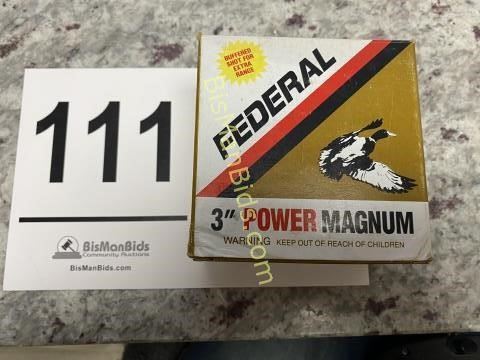 111
BisManBids
Community Auctions
BisManBids.com
BUFFERED
SHOT FOR
EXTRA
RANGE
FEDERAL
3" POWER MAGNUM
WARNING KEEP OUT OF REACH OF CHILDREN
BisManBids.com